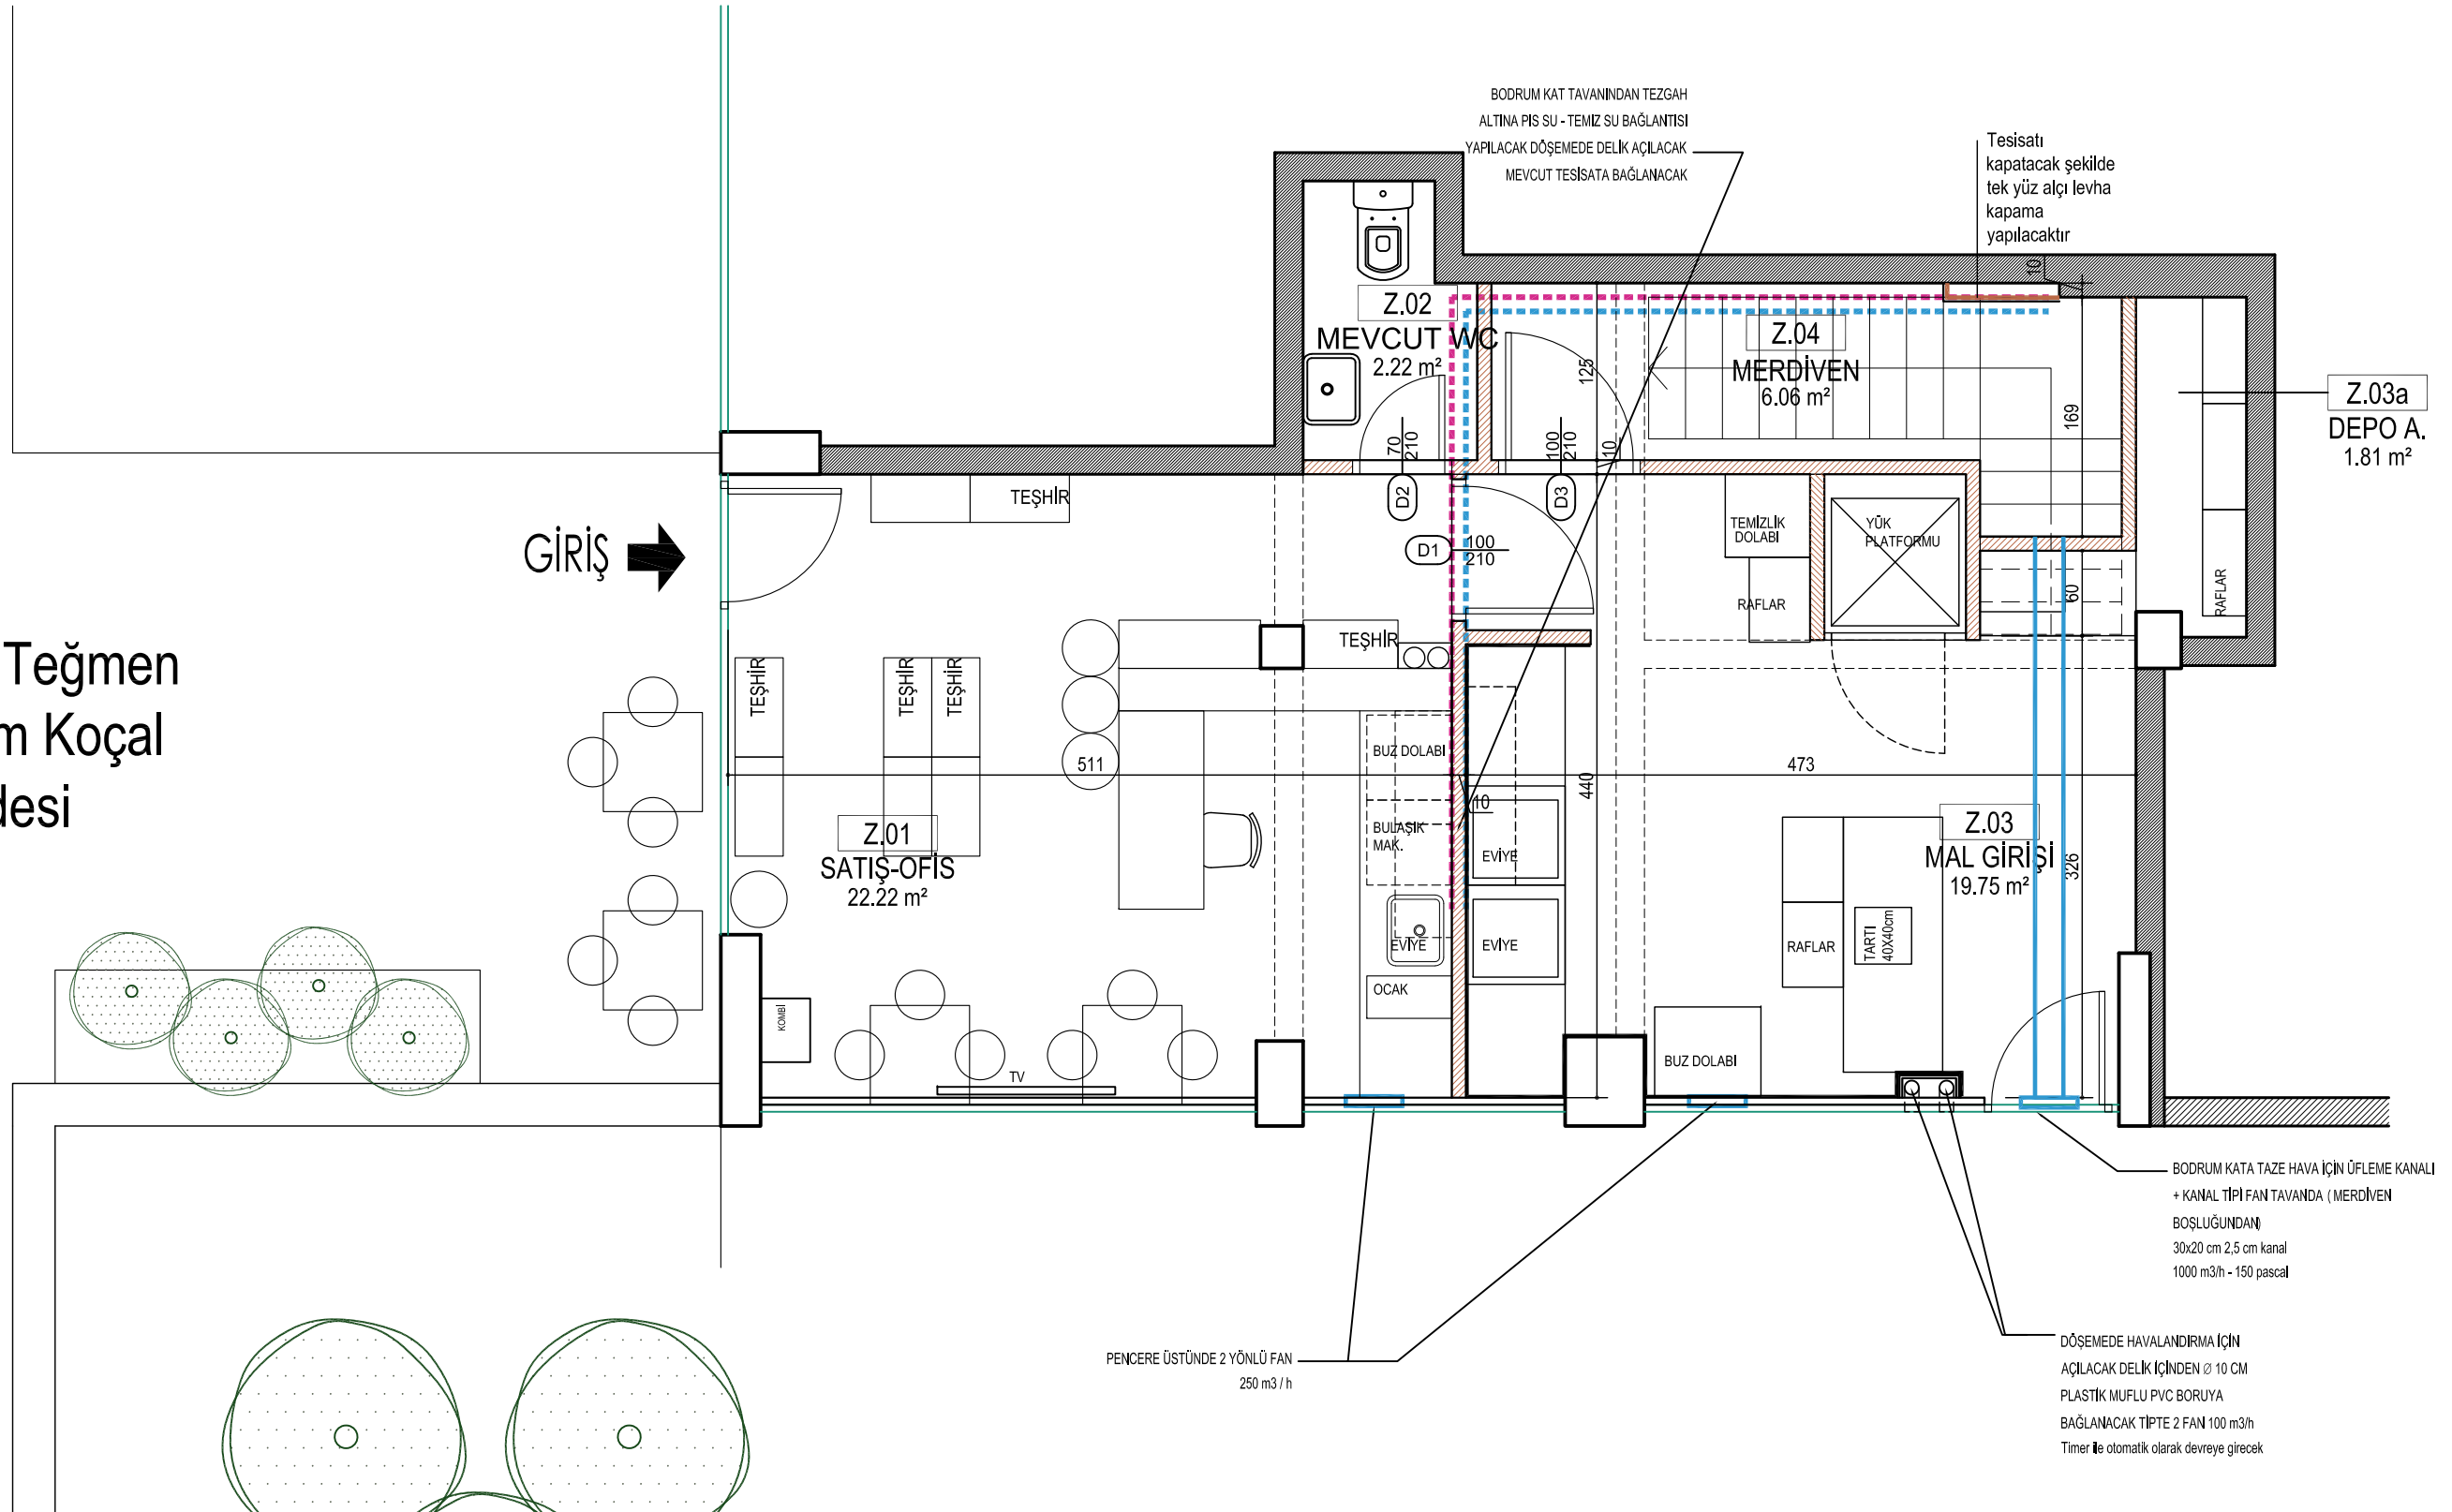 BODRUM KAT TAVANINDAN TEZGAH
ALTINA PİS SU - TEMİZ SU BAĞLANTISI
YAPILACAK DÖŞEMEDE DELİK AÇILACAK
MEVCUT TESİSATA BAĞLANACAK
Tesisatı
kapatacak şekilde
tek yüz alçı levha
kapama
yapılacaktır
10
Z.02
MEVCUT WC
2.22 m²
Z.04
MERDİVEN
6.06 m²
125
169
Z.03a
DEPO A.
1.81 m²
70
210
D2
100
210
D3
10
D1
100
210
GİRİŞ
TEŞHİR
TEMİZLİK
DOLABI
YÜK
PLATFORMU
RAFLAR
60
RAFLAR
Teğmen
m Koçal
desi
TEŞHİR
TEŞHİR
TEŞHİR
TEŞHİR
511
BUZ DOLABI
440
473
10
BULAŞIK
MAK.
EVİYE
Z.01
SATIŞ-OFİS
22.22 m²
Z.03
MAL GİRİŞİ
19.75 m²
326
EVİYE
EVİYE
RAFLAR
TARTI
40X40cm
OCAK
KOMBİ
TV
BUZ DOLABI
BODRUM KATA TAZE HAVA İÇİN ÜFLEME KANALI
+ KANAL TİPİ FAN TAVANDA ( MERDİVEN
BOŞLUĞUNDAN)
30x20 cm 2,5 cm kanal
1000 m3/h - 150 pascal
PENCERE ÜSTÜNDE 2 YÖNLÜ FAN
250 m3 / h
DÖŞEMEDE HAVALANDIRMA İÇİN
AÇILACAK DELİK İÇİNDEN Ø 10 CM
PLASTİK MUFLU PVC BORUYA
BAĞLANACAK TİPTE 2 FAN 100 m3/h
Timer ile otomatik olarak devreye girecek